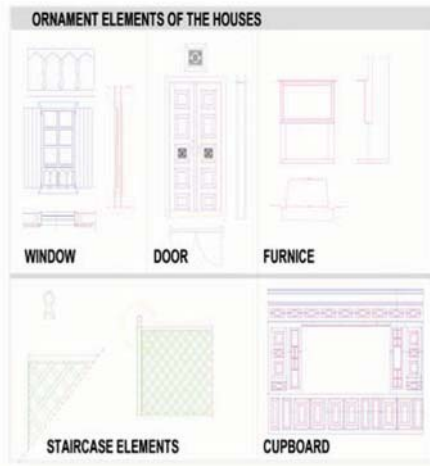 ORNAMENT ELEMENTS OF THE HOUSES
WINDOW
DOOR
FURNICE
STAIRCASE ELEMENTS
CUPBOARD